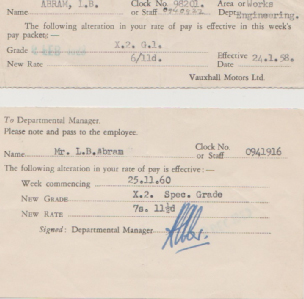 Name ABRAM, L.B. Clock No. 98201. or Staff Area or Works Dept. Engineering.
The following alteration in your rate of pay is effective in this week's
pay packets:—
Grade X.2. G.1.
New Rate 6/11d. Effective Date 24.1.58.
Vauxhall Motors Ltd.
To Departmental Manager.
Please note and pass to the employee.
Name Mr. L.B.Abram Clock No. or Staff 0941916
The following alteration in your rate of pay is effective:—
Week commencing 25.11.60
New Grade X.2. Spec. Grade
New Rate 7s. 11½d
Signed: Departmental Manager